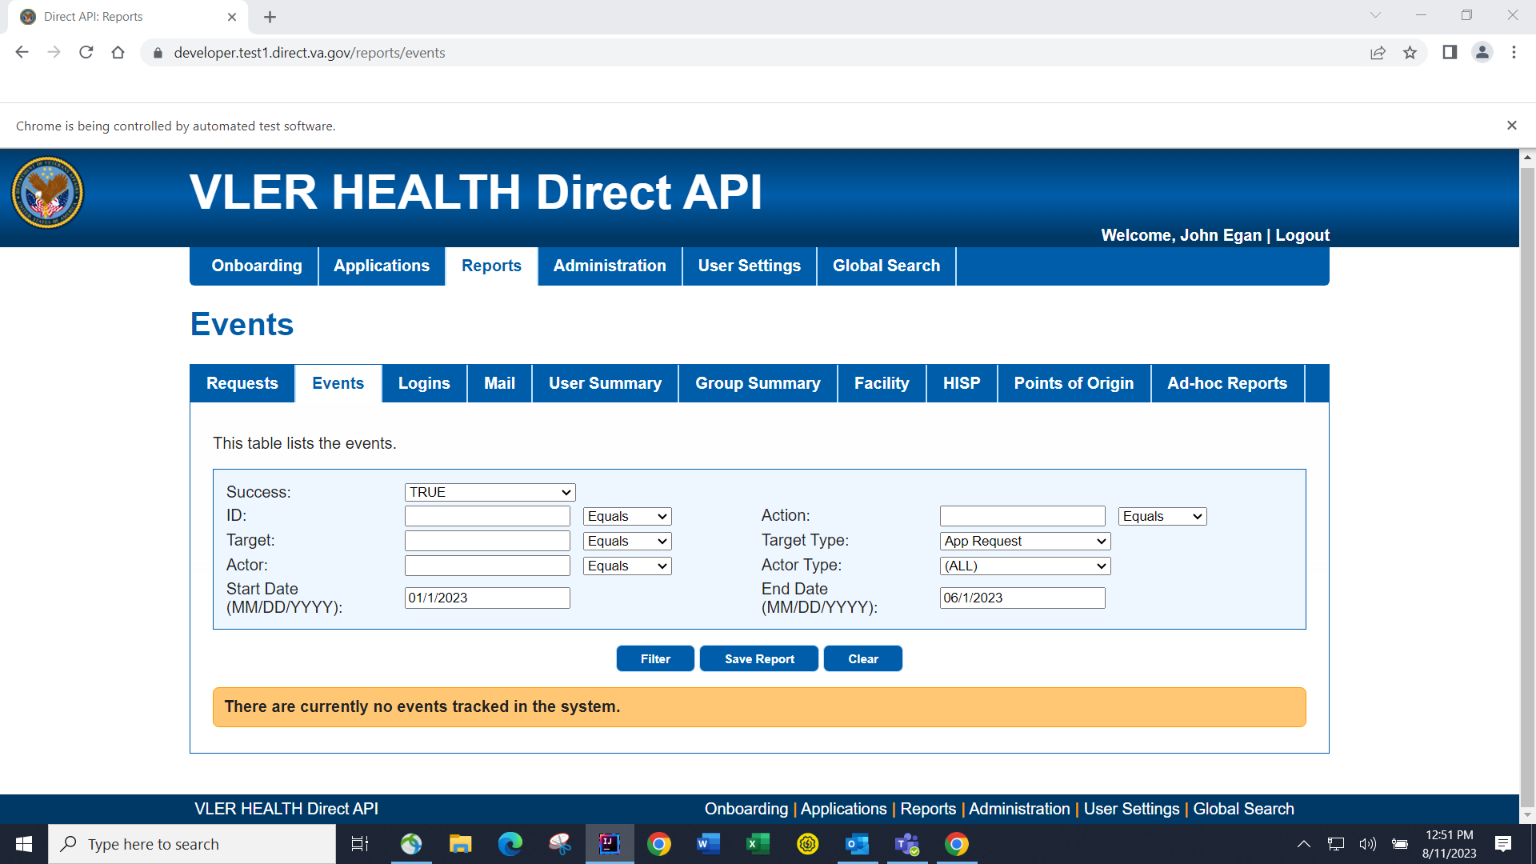 Direct API: Reports
developer.test1.direct.va.gov/reports/events
Chrome is being controlled by automated test software.
VLER HEALTH Direct API
Welcome, John Egan | Logout
Onboarding Applications Reports Administration User Settings Global Search
Events
Requests Events Logins Mail User Summary Group Summary Facility HISP Points of Origin Ad-hoc Reports
This table lists the events.
Success: TRUE
ID: Equals Action: Equals
Target: Equals Target Type: App Request
Actor: Equals Actor Type: (ALL)
Start Date (MM/DD/YYYY): 01/1/2023 End Date (MM/DD/YYYY): 06/1/2023
Filter Save Report Clear
There are currently no events tracked in the system.
VLER HEALTH Direct API Onboarding | Applications | Reports | Administration | User Settings | Global Search
Type here to search
12:51 PM
8/11/2023